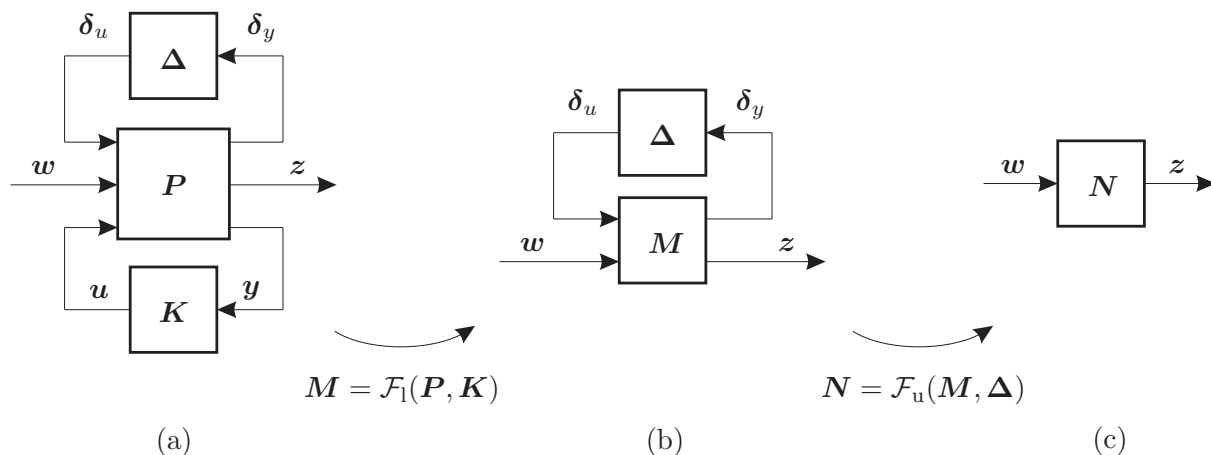 δ_u δ_y
Δ
w P z
u K y
M = F_l(P, K)
(a)
δ_u δ_y
Δ
w M z
N = F_u(M, Δ)
(b)
w N z
(c)